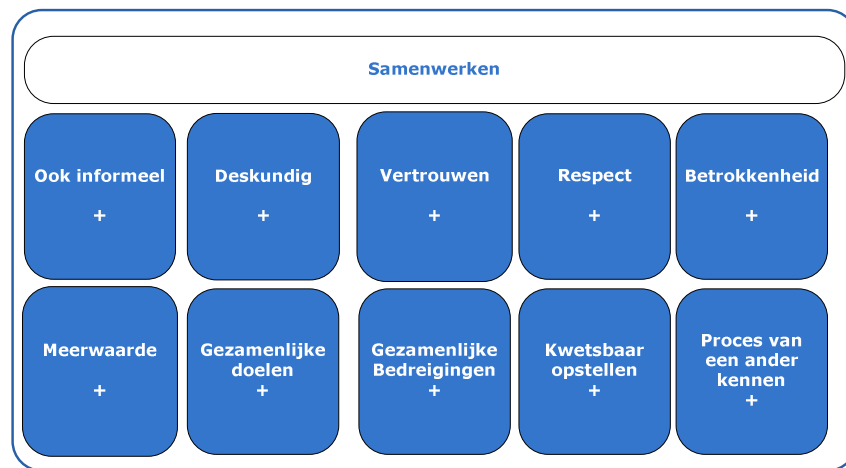 Samenwerken
Ook informeel
+
Deskundig
+
Vertrouwen
+
Respect
+
Betrokkenheid
+
Meerwaarde
+
Gezamenlijke
doelen
+
Gezamenlijke
Bedreigingen
+
Kwetsbaar
opstellen
+
Proces van
een ander
kennen
+